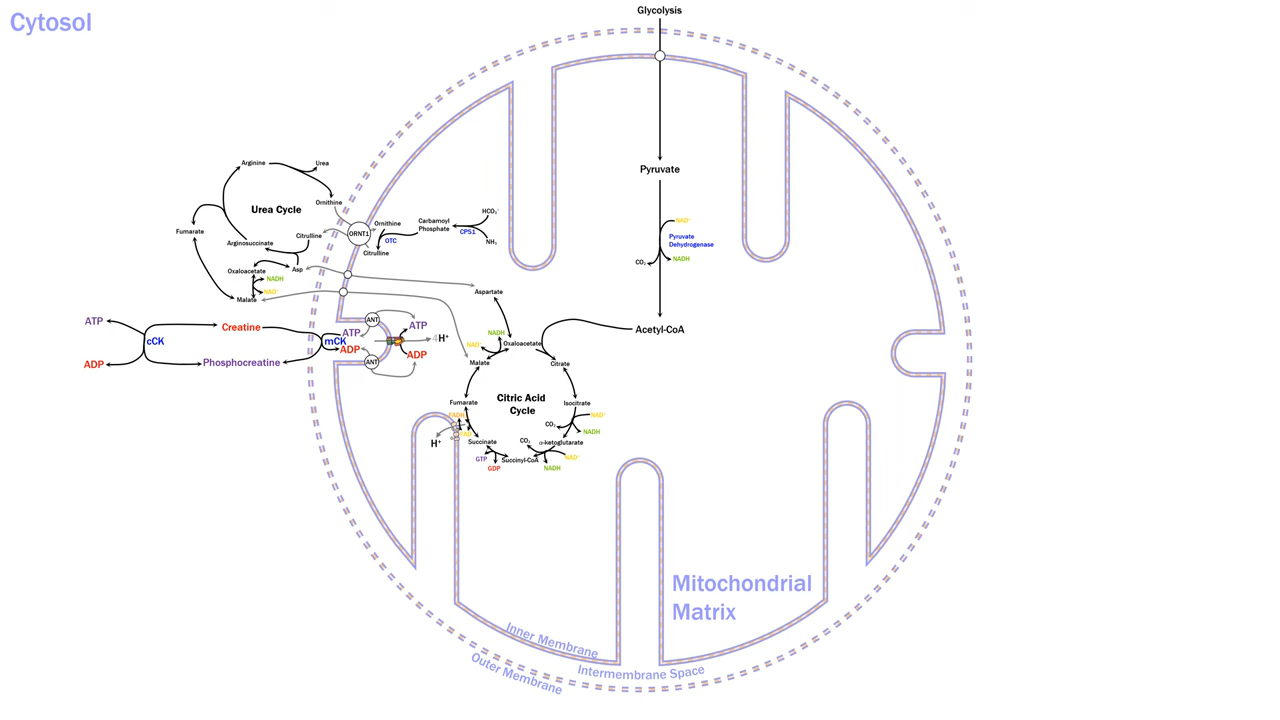 Glycolysis
Cytosol
Arginine
Urea
Pyruvate
Ornithine
Urea Cycle
HCO₃⁻
Carbamoyl
Phosphate
CPS1
NH₃
Ornithine
OTC
Citrulline
ORNT1
Fumarate
Citrulline
Arginosuccinate
NAD⁺
Pyruvate
Dehydrogenase
CO₂
NADH
Oxaloacetate
Asp
NADH
NAD⁺
Malate
Aspartate
ATP
Creatine
cCK
ADP
Phosphocreatine
ATP
mCK
ADP
ANT
ANT
ATP
ADP
4H⁺
Acetyl-CoA
NADH
NAD⁺
Oxaloacetate
Malate
Citrate
Citric Acid
Cycle
Fumarate
Isocitrate
FADH
NAD⁺
CO₂
NADH
H⁺
Succinate
CO₂
α-ketoglutarate
GTP
Succinyl-CoA
NAD⁺
GDP
NADH
Mitochondrial
Matrix
Inner Membrane
Intermembrane Space
Outer Membrane